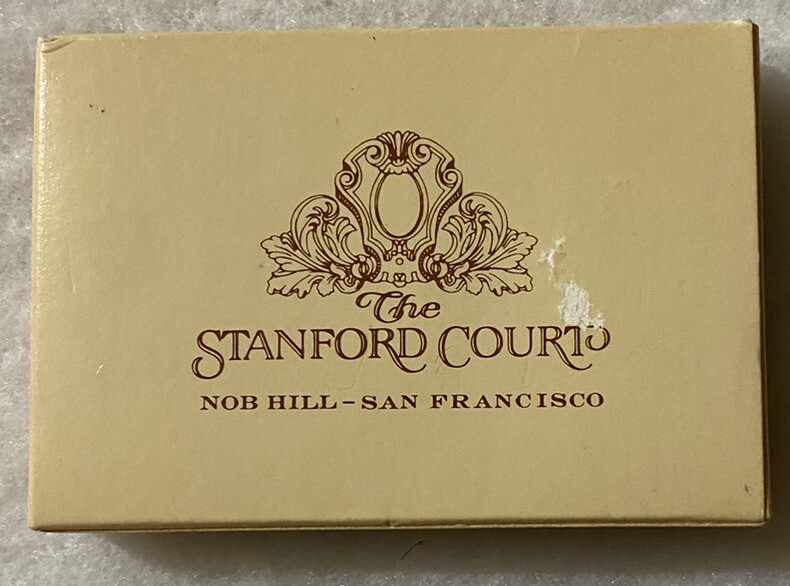 The
STANFORD COURT
NOB HILL – SAN FRANCISCO